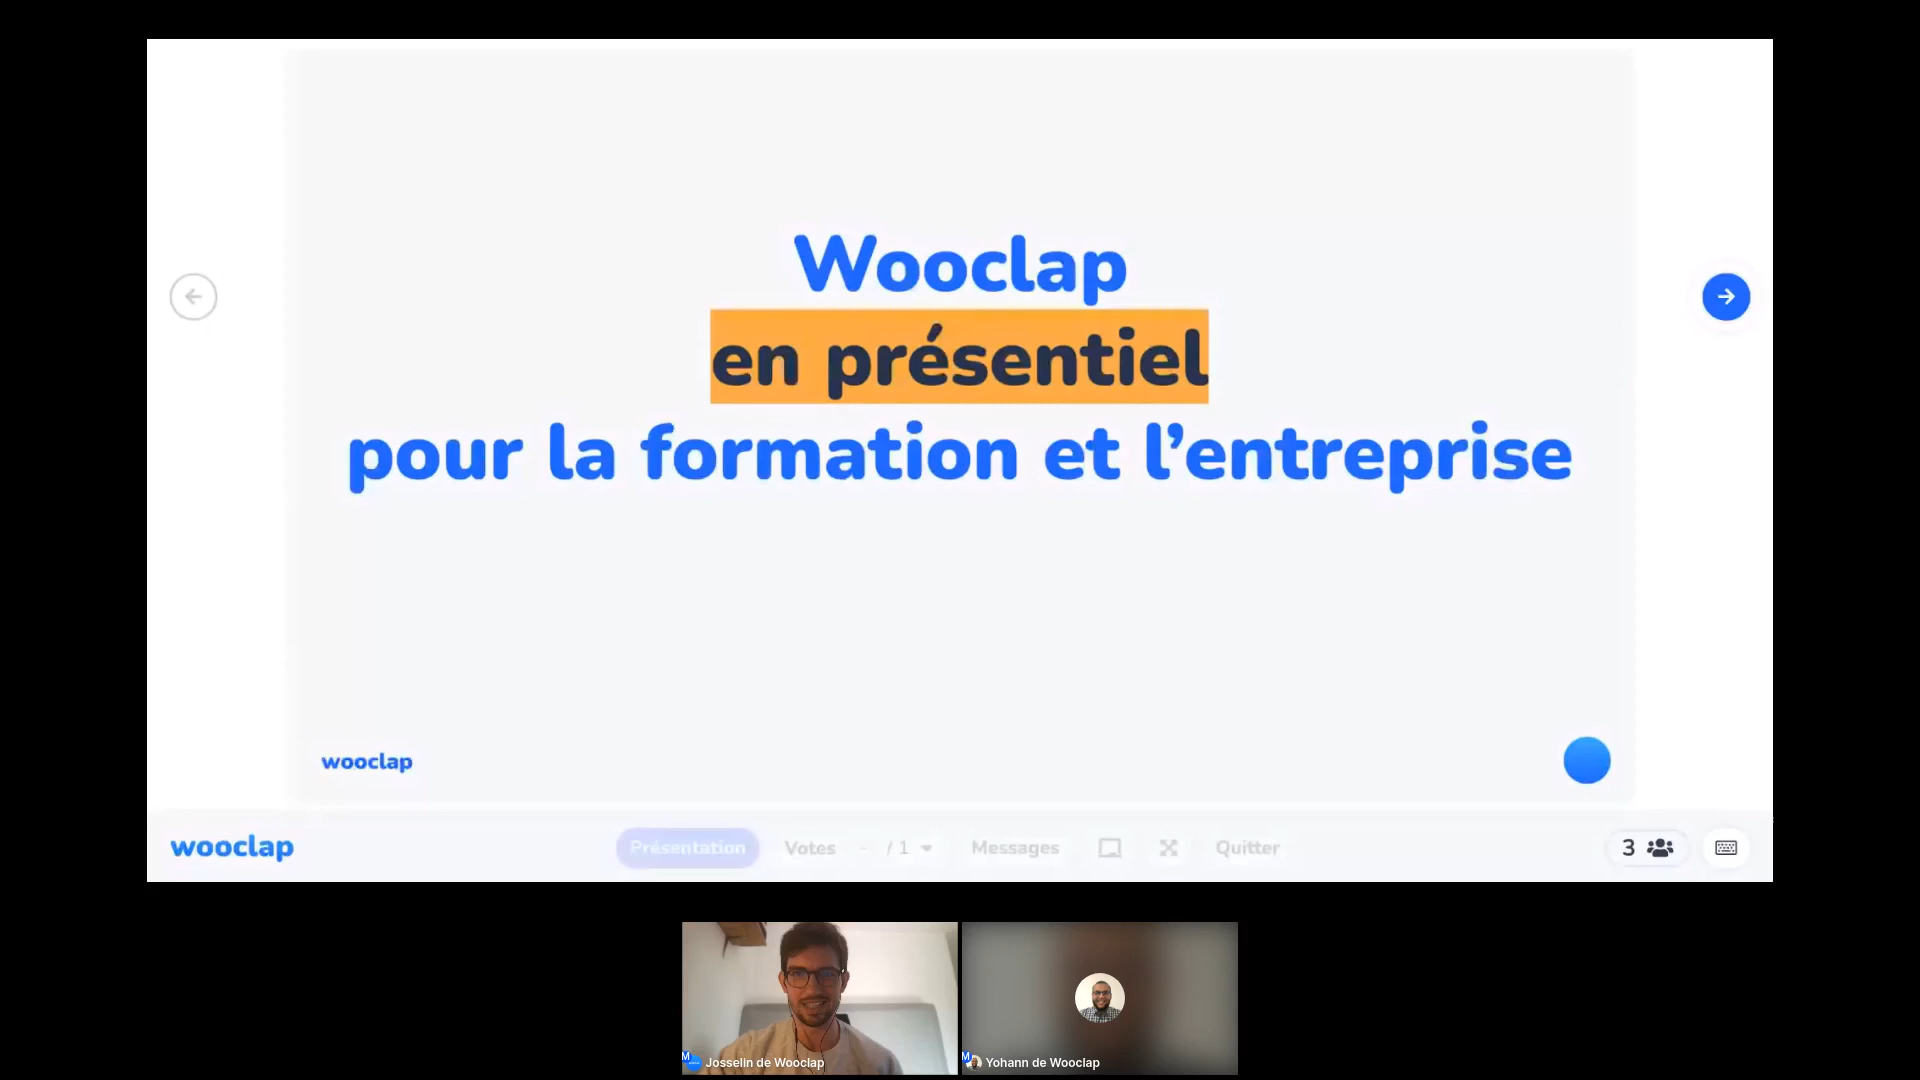 Wooclap
en présentiel
pour la formation et l’entreprise
wooclap
wooclap
Présentation
Votes
- / 1
Messages
Quitter
3
M Josselin de Wooclap
M Yohann de Wooclap